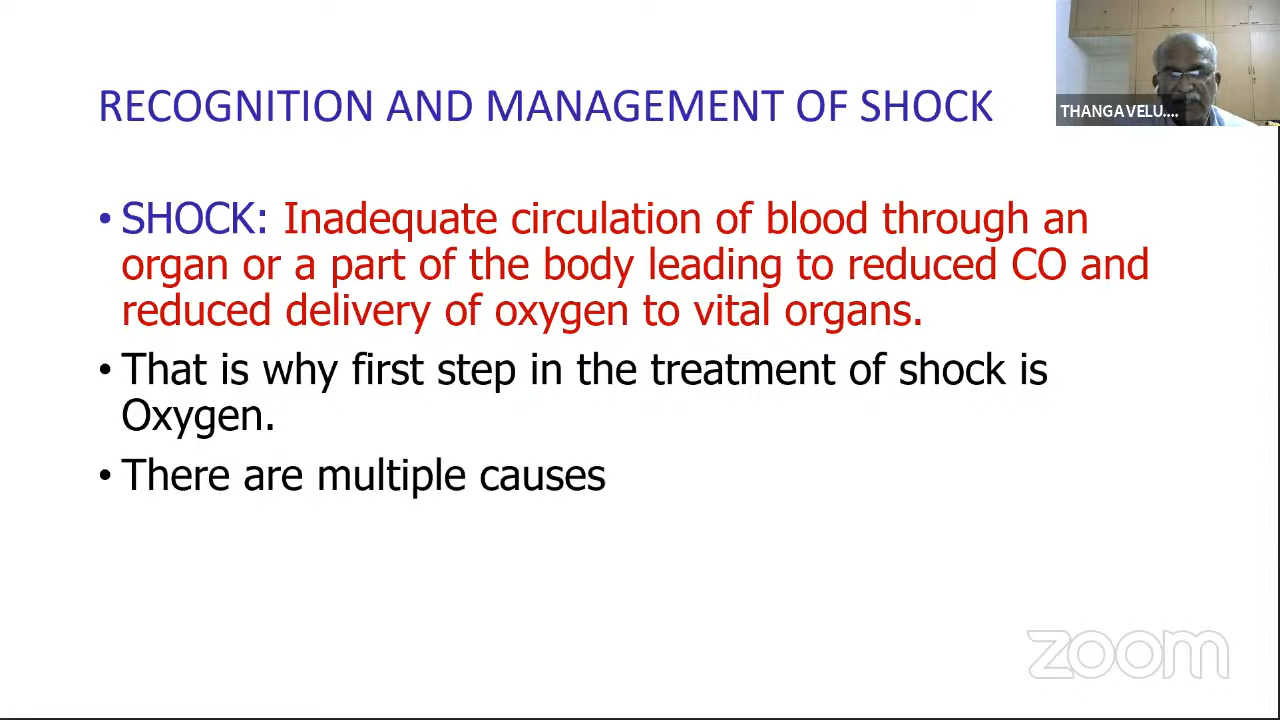 RECOGNITION AND MANAGEMENT OF SHOCK
THANGAVELU....
• SHOCK: Inadequate circulation of blood through an
organ or a part of the body leading to reduced CO and
reduced delivery of oxygen to vital organs.
• That is why first step in the treatment of shock is
Oxygen.
• There are multiple causes
zoom